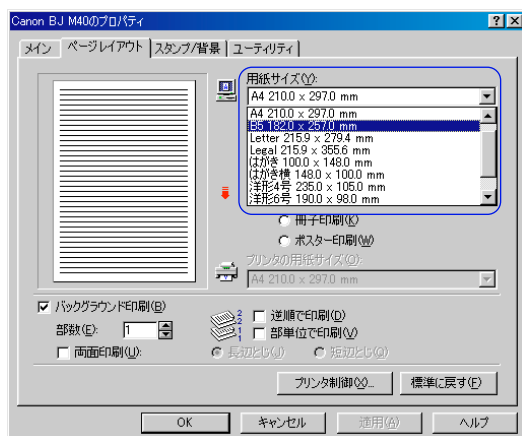 Canon BJ M40のプロパティ
メイン ページレイアウト スタンプ/背景 ユーティリティ
用紙サイズ(Z):
A4 210.0 x 297.0 mm
A4 210.0 x 297.0 mm
B5 182.0 x 257.0 mm
Letter 215.9 x 279.4 mm
Legal 215.9 x 355.6 mm
はがき 100.0 x 148.0 mm
はがき横 148.0 x 100.0 mm
洋形4号 235.0 x 105.0 mm
洋形6号 190.0 x 98.0 mm
冊子印刷(K)
ポスター印刷(W)
プリンタの用紙サイズ(O):
A4 210.0 x 297.0 mm
バックグラウンド印刷(B)
部数(E): 1
逆順で印刷(D)
部単位で印刷(V)
両面印刷(U):
長辺とじ(J) 短辺とじ(G)
プリンタ制御(X)... 標準に戻す(F)
OK キャンセル 適用(A) ヘルプ